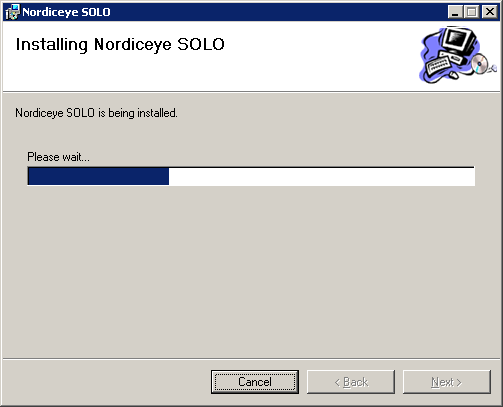 Nordiceye SOLO
Installing Nordiceye SOLO
Nordiceye SOLO is being installed.
Please wait...
Cancel
< Back
Next >